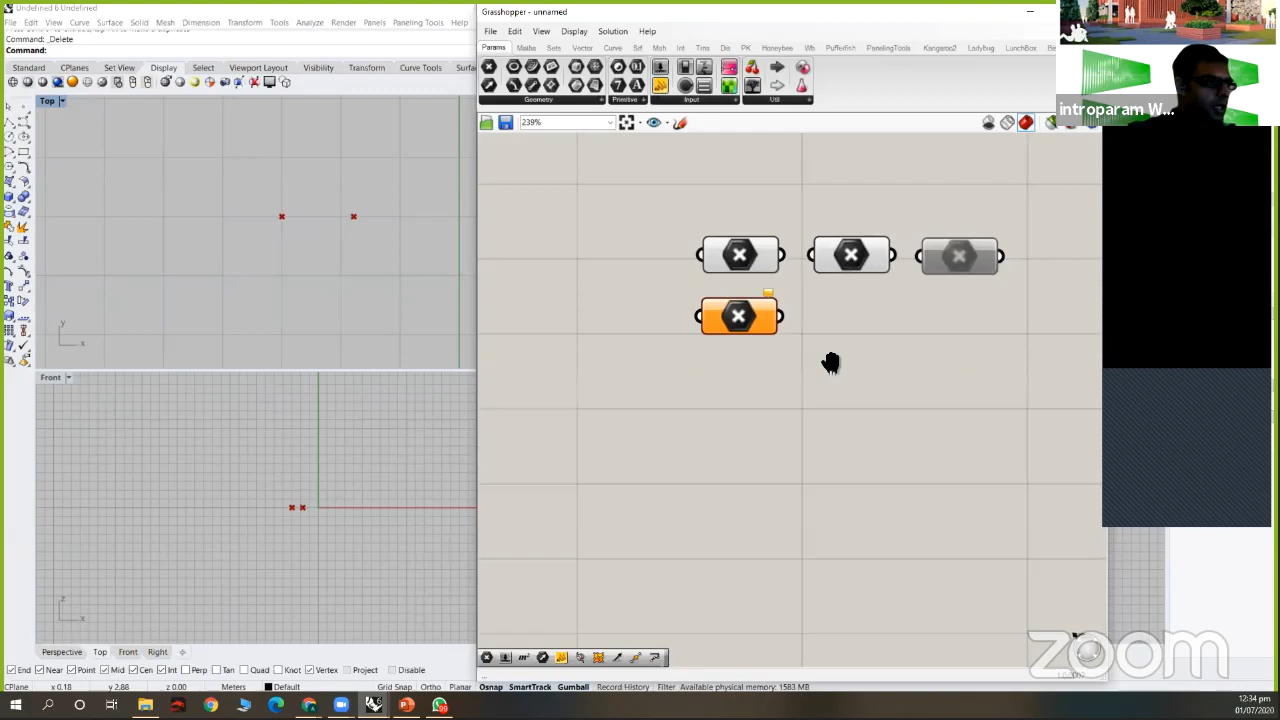 Undefined 6 Undefined
File Edit View Curve Surface Solid Mesh Dimension Transform Tools Analyze Render Panels Paneling Tools Help
Command: _Delete
Command:
Standard CPlanes Set View Display Select Viewport Layout Visibility Transform Curve Tools Surfa
Top
y
x
Front
z
x
Perspective Top Front Right
End Near Point Mid Cen Int Perp Tan Quad Knot Vertex Project Disable
CPlane x 0.18 y 2.88 z 0.00 Meters Default Grid Snap Ortho Planar Osnap SmartTrack Gumball Record History Filter Available physical memory: 1583 MB
Grasshopper - unnamed
File Edit View Display Solution Help
Params Maths Sets Vector Curve Srf Msh Int Trns Dis PK Honeybee Wb Pufferfish PanelingTools Kangaroo2 Ladybug LunchBox
Geometry Primitive Input Util
239%
introparam W...
zoom
12:34 pm
01/07/2020